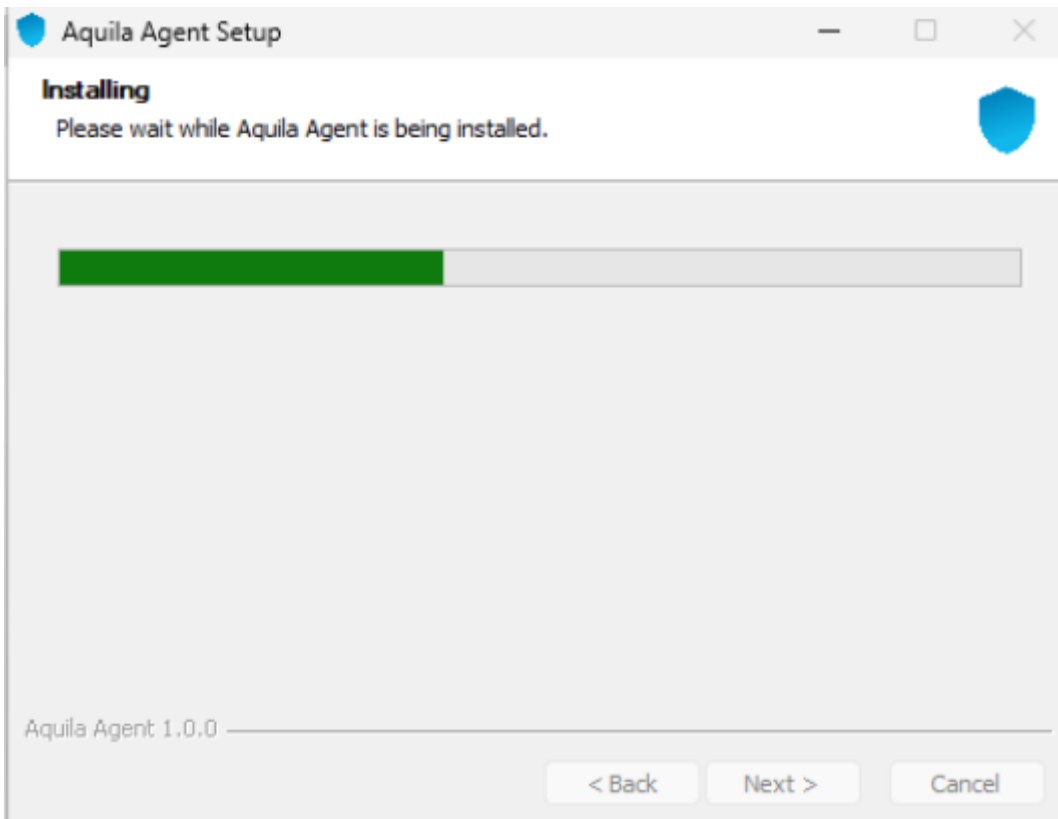 Aquila Agent Setup
Installing
Please wait while Aquila Agent is being installed.
Aquila Agent 1.0.0
< Back
Next >
Cancel